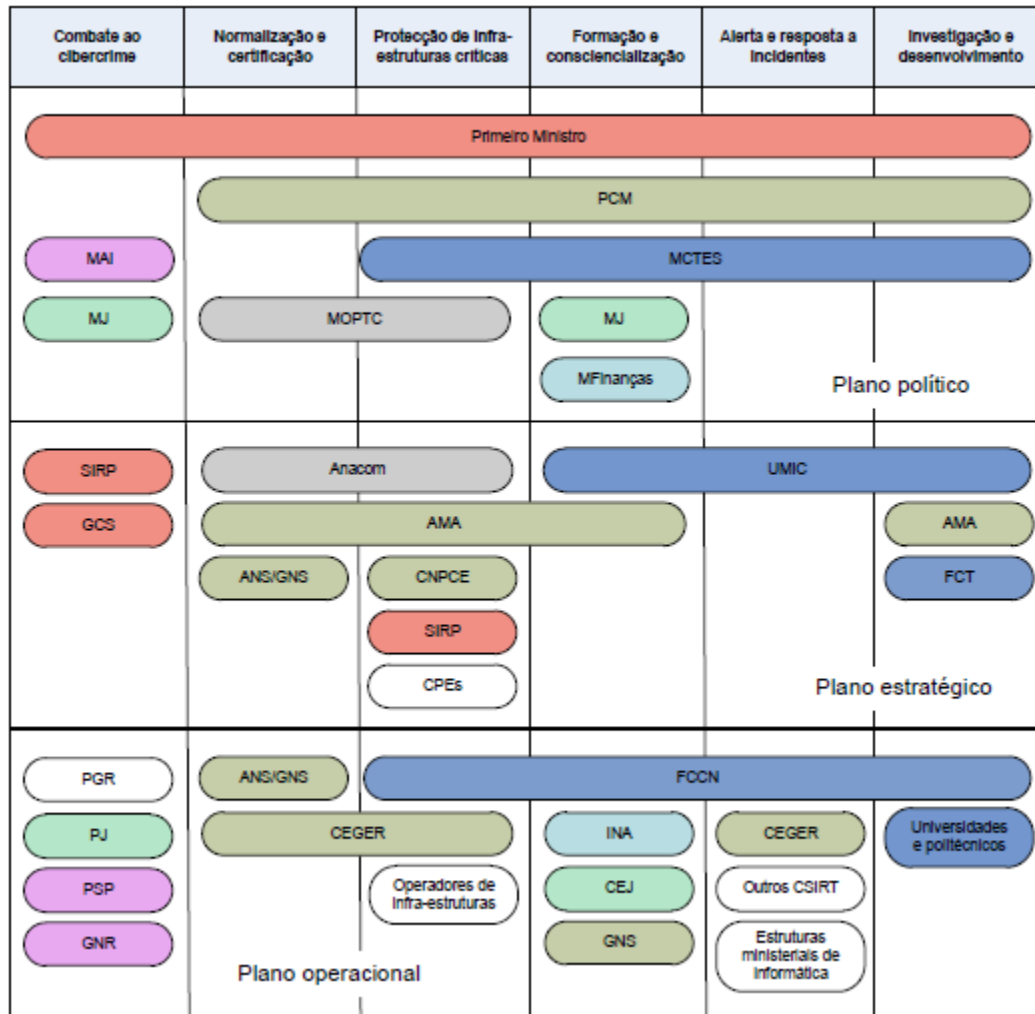 Combate ao
cibercrime
Normalização e
certificação
Protecção de Infra-
estruturas críticas
Formação e
consciencialização
Alerta e resposta a
Incidentes
Investigação e
desenvolvimento
Primeiro Ministro
PCM
MAI
MCTES
MJ
MOPTC
MJ
MFinanças
Plano político
SIRP
Anacom
UMIC
GCS
AMA
AMA
ANS/GNS
CNPCE
FCT
SIRP
CPEs
Plano estratégico
PGR
ANS/GNS
FCCN
PJ
CEGER
INA
CEGER
Universidades
e politécnicos
PSP
Operadores de
Infra-estruturas
CEJ
Outros CSIRT
GNR
GNS
Estruturas
ministeriais de
Informática
Plano operacional